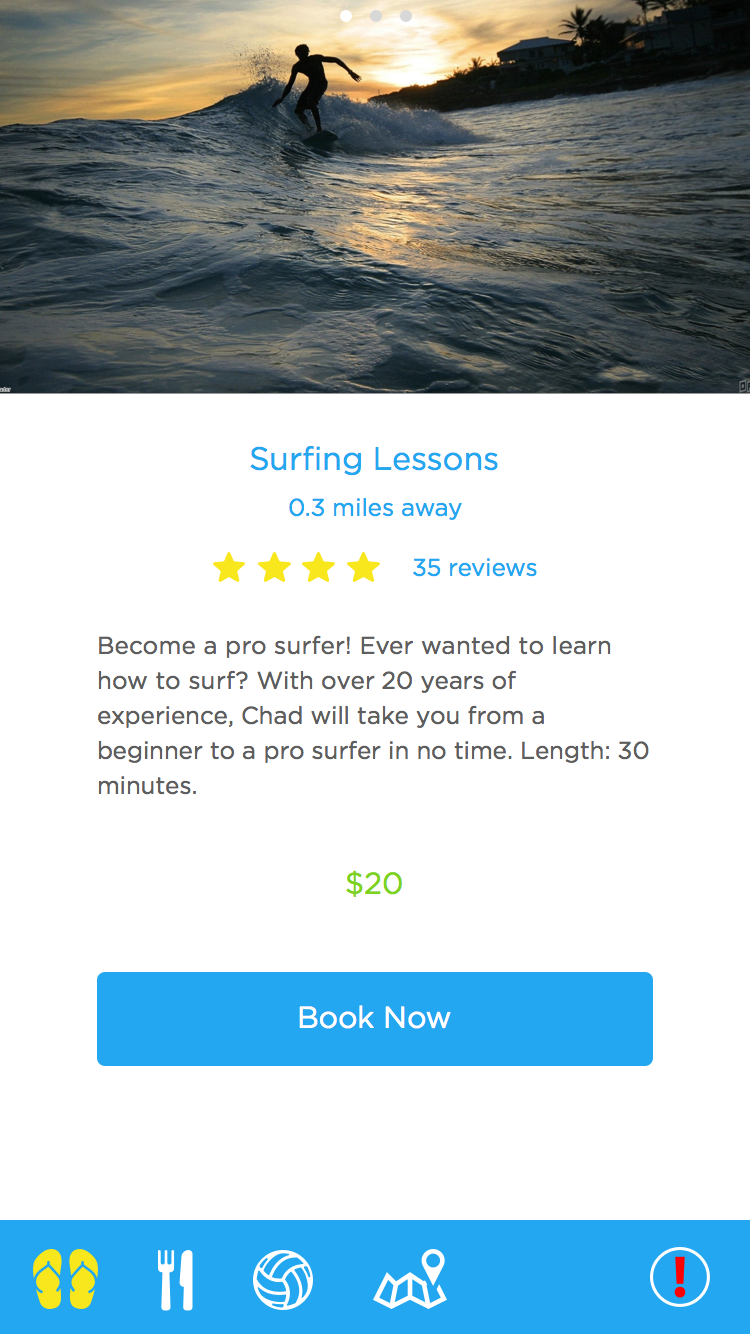 Surfing Lessons
0.3 miles away
35 reviews
Become a pro surfer! Ever wanted to learn
how to surf? With over 20 years of
experience, Chad will take you from a
beginner to a pro surfer in no time. Length: 30
minutes.
$20
Book Now